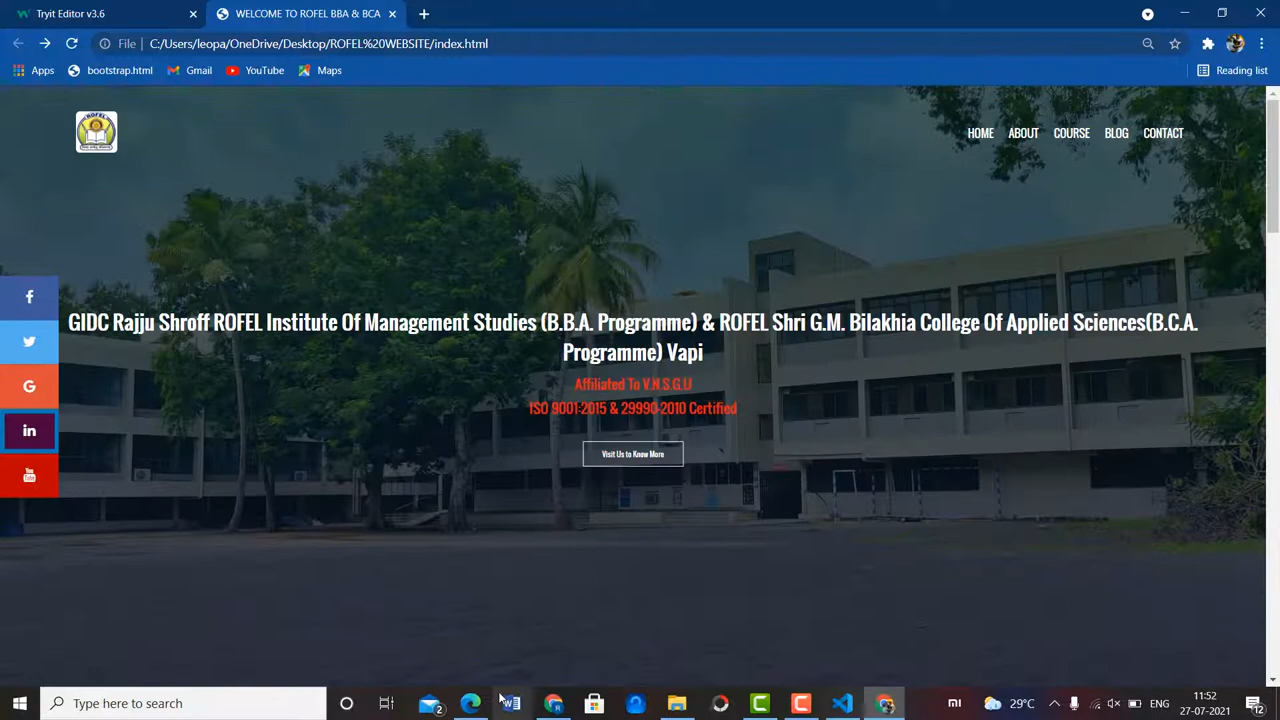 Tryit Editor v3.6
WELCOME TO ROFEL BBA & BCA
File
C:/Users/leopa/OneDrive/Desktop/ROFEL%20WEBSITE/index.html
Apps
bootstrap.html
Gmail
YouTube
Maps
Reading list
ROFEL
HOME
ABOUT
COURSE
BLOG
CONTACT
GIDC Rajju Shroff ROFEL Institute Of Management Studies (B.B.A. Programme) & ROFEL Shri G.M. Bilakhia College Of Applied Sciences(B.C.A.
Programme) Vapi
Affiliated To V.N.S.G.U
ISO 9001:2015 & 29990-2010 Certified
Visit Us to Know More
Type here to search
2
29°C
ENG
11:52
27-07-2021
12